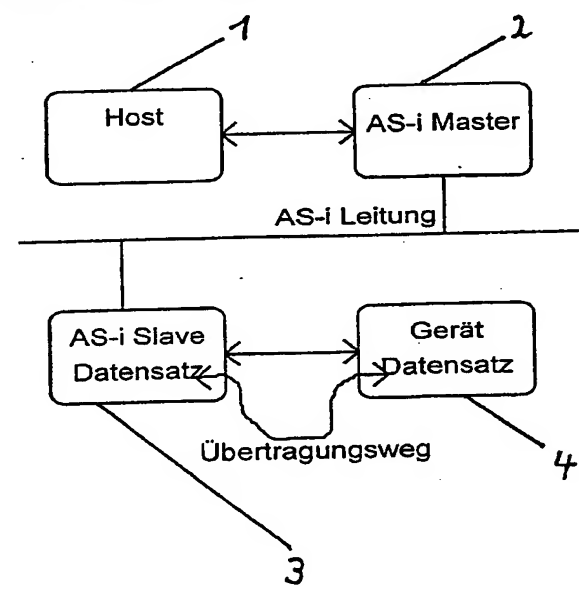 1
2
Host
AS-i Master
AS-i Leitung
AS-i Slave
Datensatz
Gerät
Datensatz
Übertragungsweg
4
3